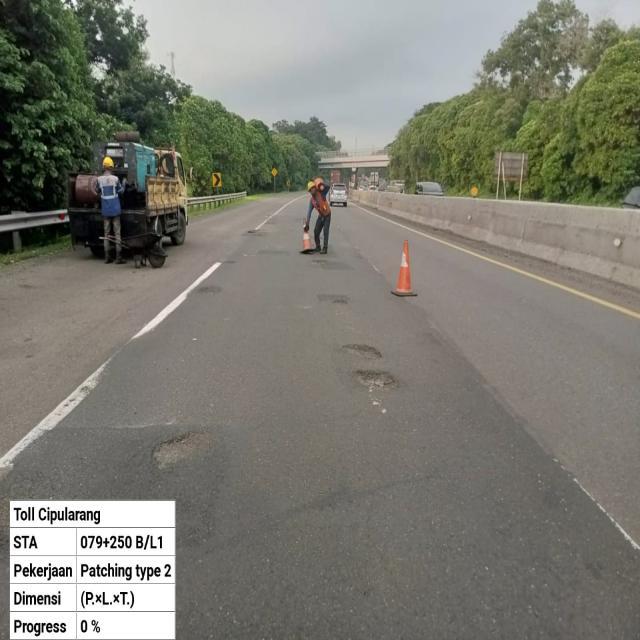 Toll Cipularang
STA 079+250 B/L1
Pekerjaan Patching type 2
Dimensi (P.×L.×T.)
Progress 0 %